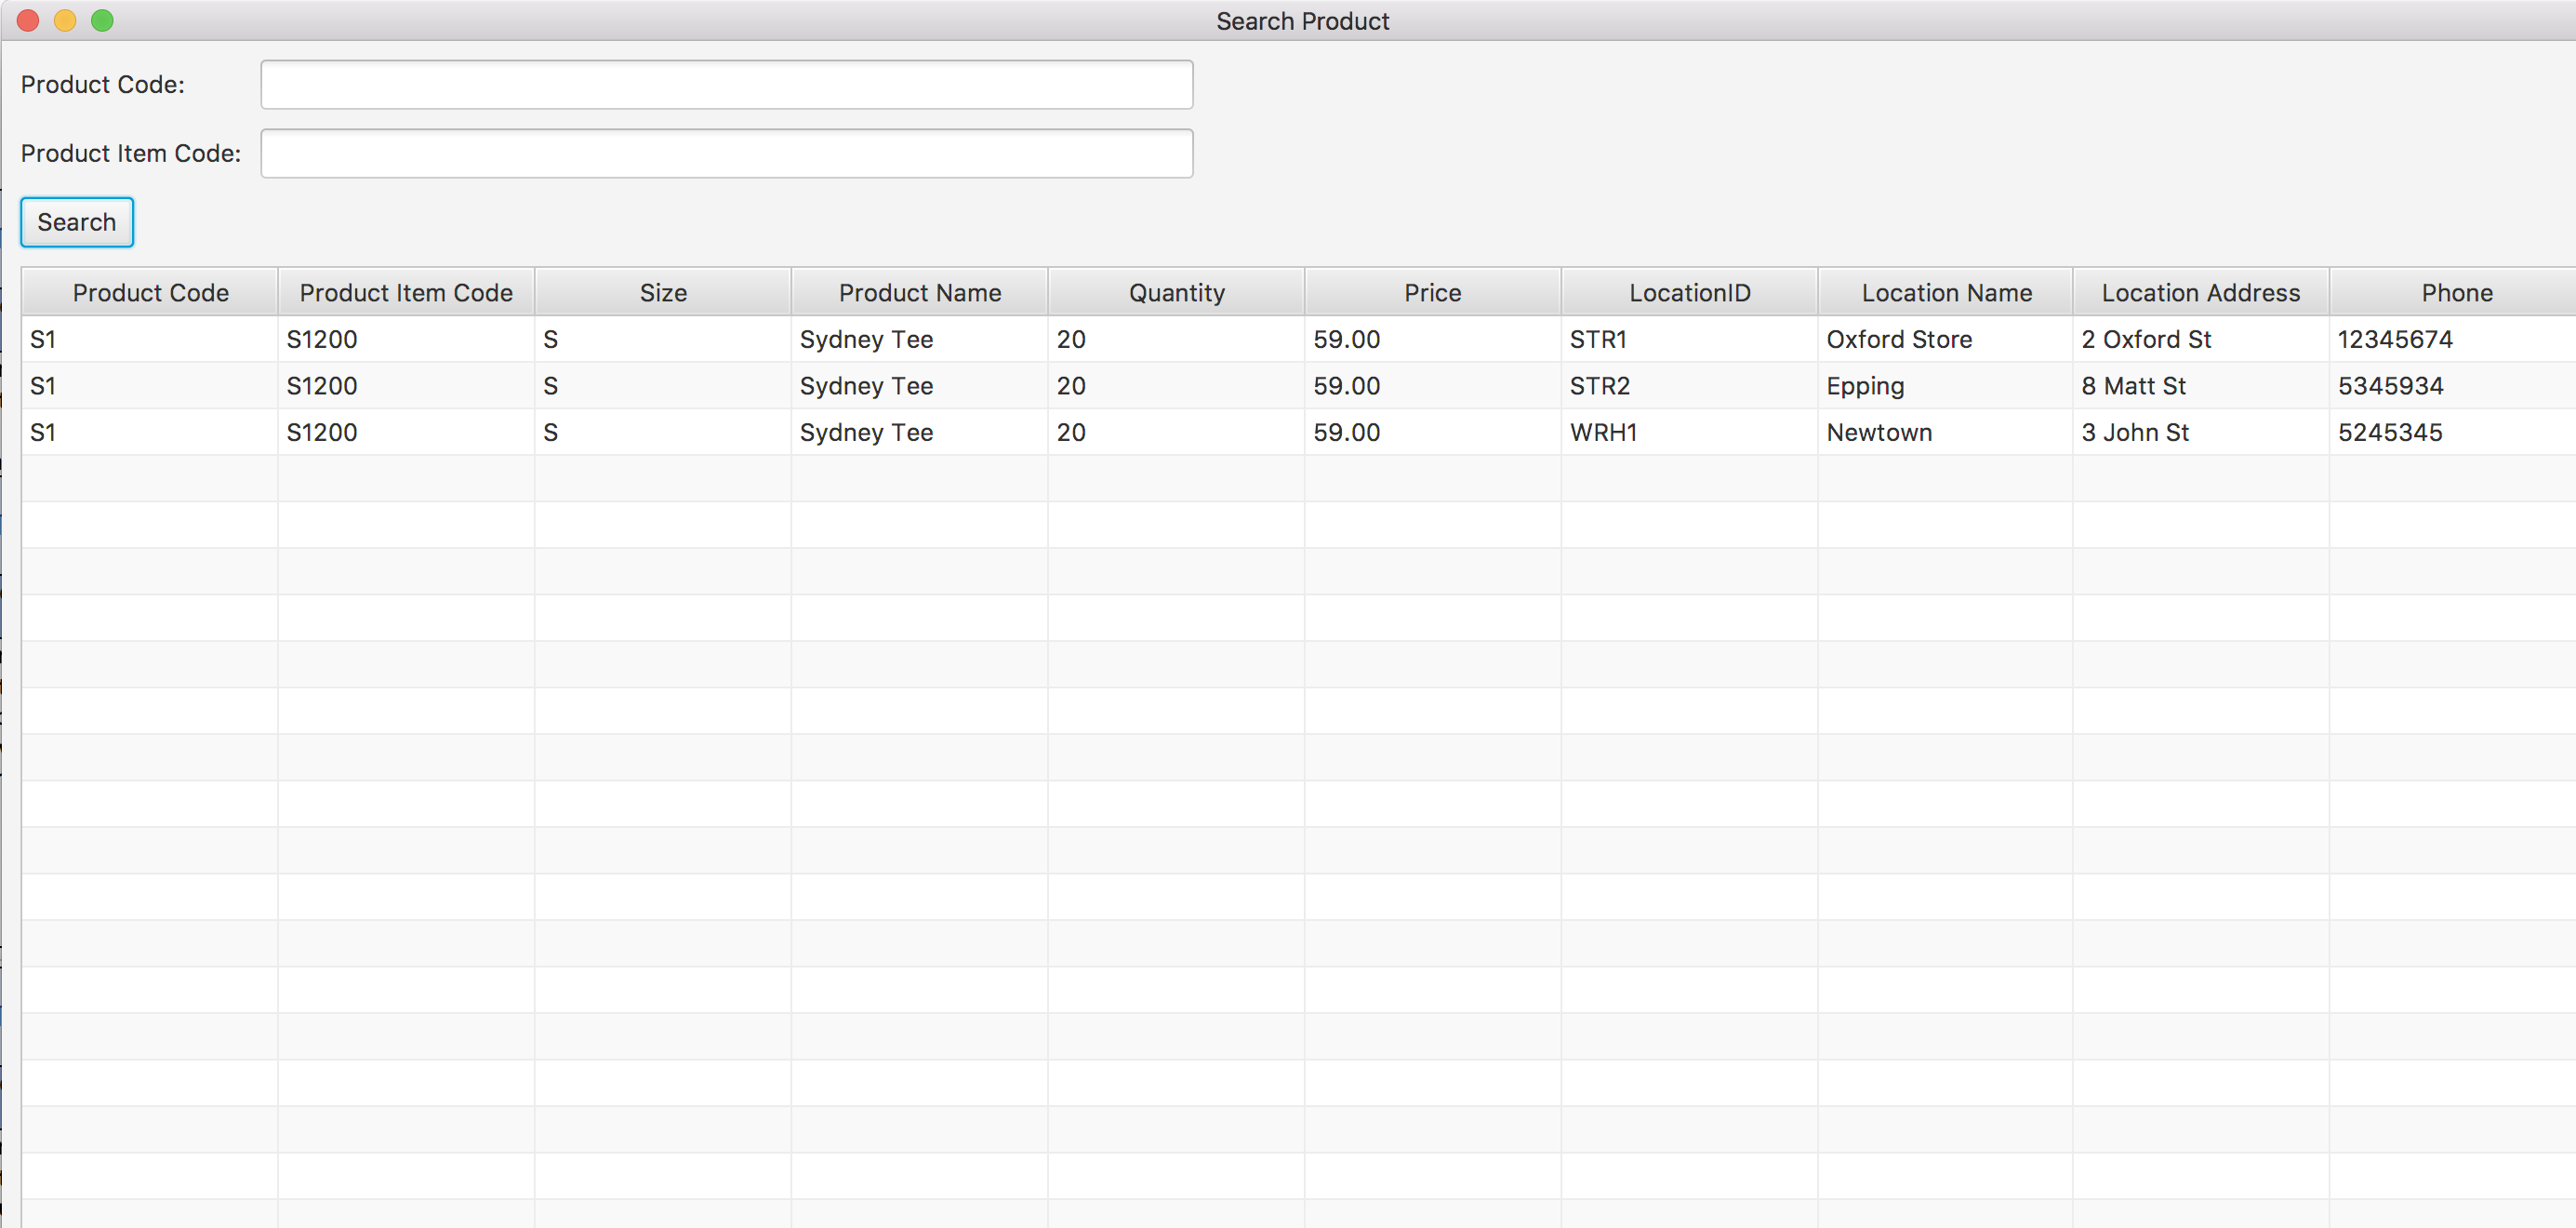 Search Product
Product Code:
Product Item Code:
Search
Product Code Product Item Code Size Product Name Quantity Price LocationID Location Name Location Address Phone
S1 S1200 S Sydney Tee 20 59.00 STR1 Oxford Store 2 Oxford St 12345674
S1 S1200 S Sydney Tee 20 59.00 STR2 Epping 8 Matt St 5345934
S1 S1200 S Sydney Tee 20 59.00 WRH1 Newtown 3 John St 5245345